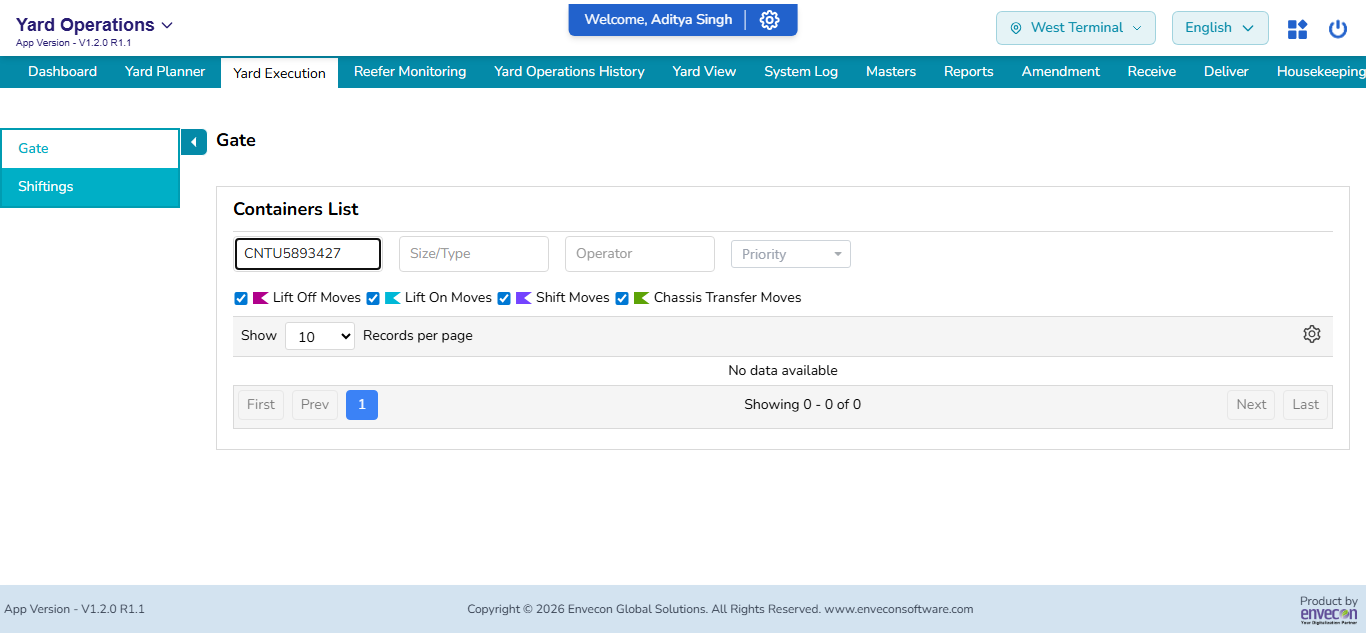 Yard Operations
App Version - V1.2.0 R1.1
Welcome, Aditya Singh
West Terminal
English
Dashboard Yard Planner Yard Execution Reefer Monitoring Yard Operations History Yard View System Log Masters Reports Amendment Receive Deliver Housekeeping
Gate
Shiftings
Gate
Containers List
CNTU5893427 Size/Type Operator Priority
Lift Off Moves Lift On Moves Shift Moves Chassis Transfer Moves
Show 10 Records per page
No data available
First Prev 1 Showing 0 - 0 of 0 Next Last
App Version - V1.2.0 R1.1
Copyright © 2026 Envecon Global Solutions. All Rights Reserved. www.enveconsoftware.com
Product by
envecon
Your Digitalization Partner